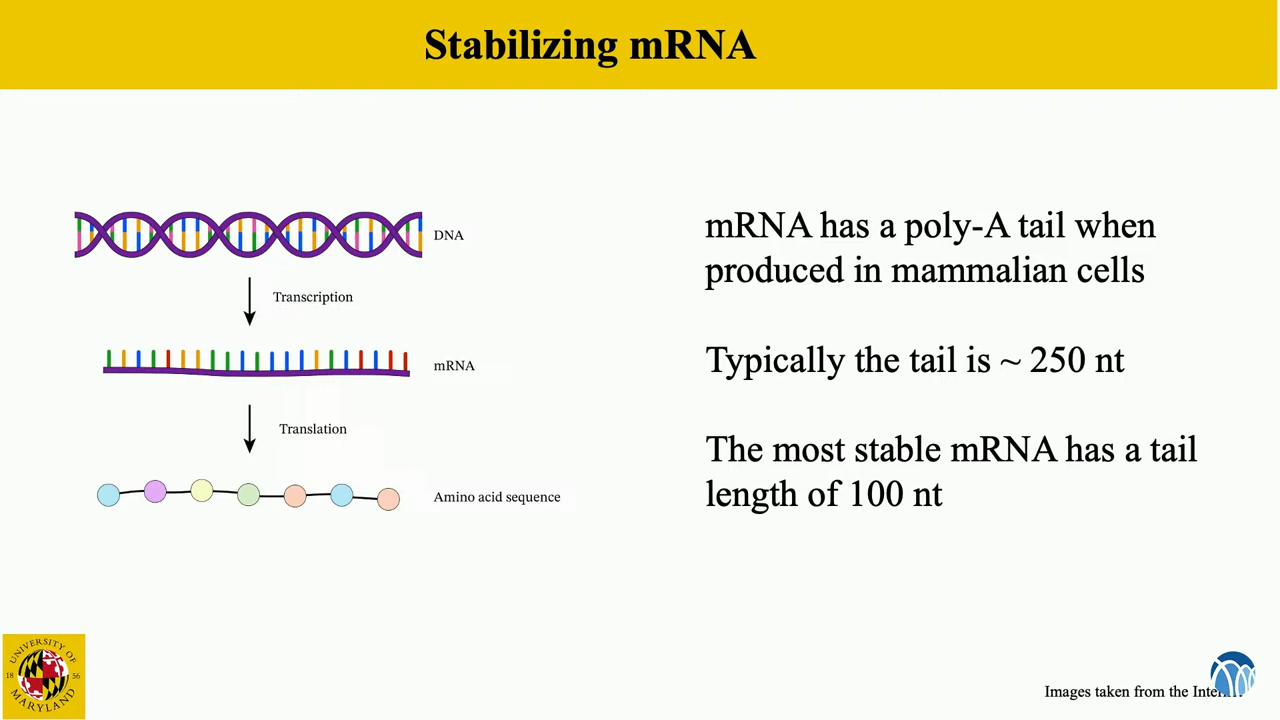 Stabilizing mRNA
DNA
Transcription
mRNA
Translation
Amino acid sequence
mRNA has a poly-A tail when
produced in mammalian cells
Typically the tail is ~ 250 nt
The most stable mRNA has a tail
length of 100 nt
UNIVERSITY OF
18 56
MARYLAND
Images taken from the